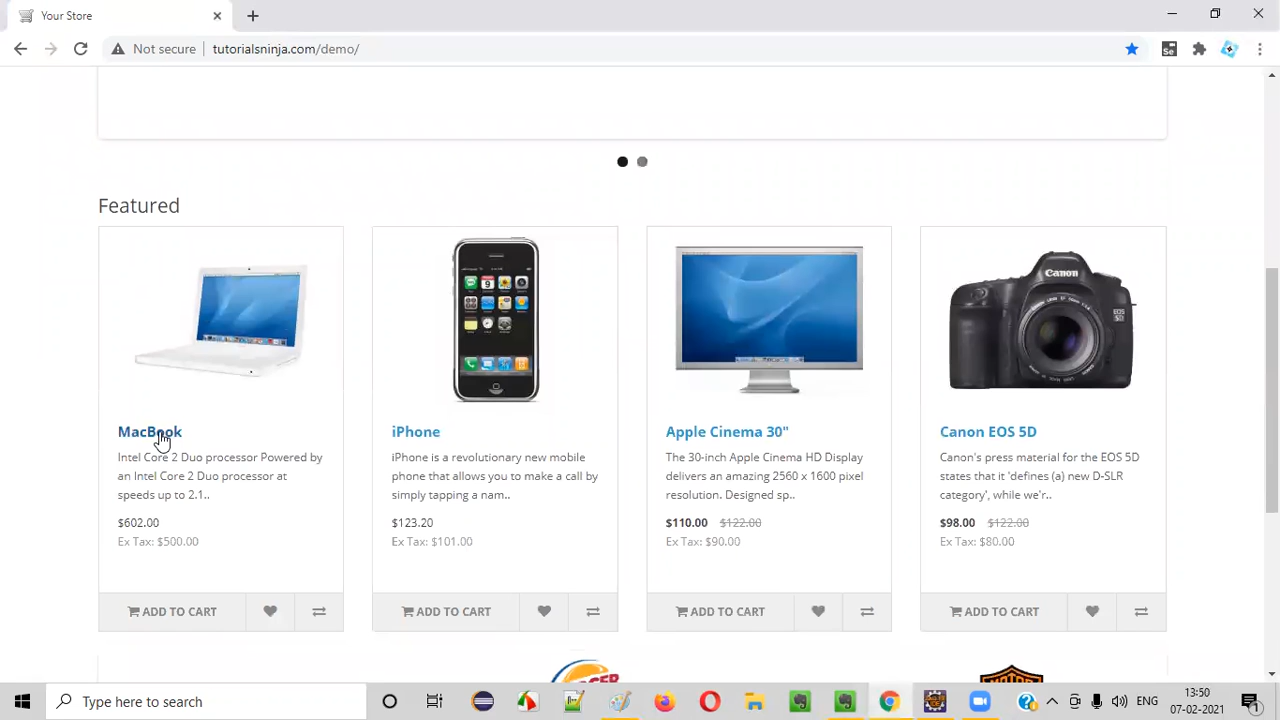 Your Store
Not secure
tutorialsninja.com/demo/
Se
Featured
Canon
EOS
5D
MacBook
Intel Core 2 Duo processor Powered by
an Intel Core 2 Duo processor at
speeds up to 2.1..
$602.00
Ex Tax: $500.00
ADD TO CART
iPhone
iPhone is a revolutionary new mobile
phone that allows you to make a call by
simply tapping a nam..
$123.20
Ex Tax: $101.00
ADD TO CART
Apple Cinema 30"
The 30-inch Apple Cinema HD Display
delivers an amazing 2560 x 1600 pixel
resolution. Designed sp..
$110.00 $122.00
Ex Tax: $90.00
ADD TO CART
Canon EOS 5D
Canon's press material for the EOS 5D
states that it 'defines (a) new D-SLR
category', while we'r..
$98.00 $122.00
Ex Tax: $80.00
ADD TO CART
Type here to search
ENG
13:50
07-02-2021